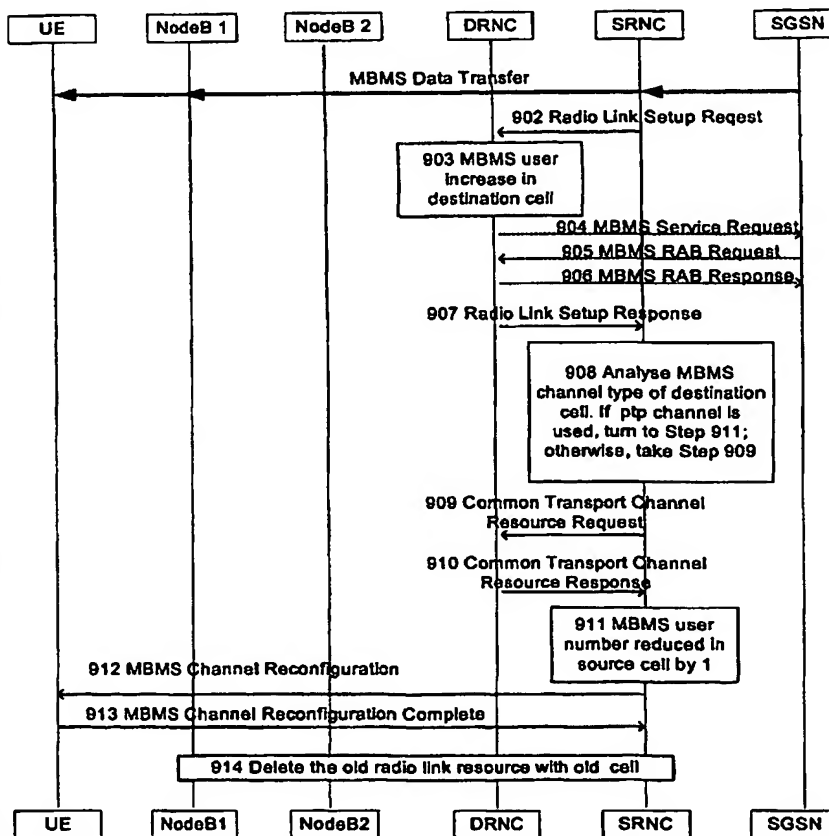 UE
NodeB 1
NodeB 2
DRNC
SRNC
SGSN
MBMS Data Transfer
902 Radio Link Setup Reqest
903 MBMS user
increase in
destination cell
904 MBMS Service Request
905 MBMS RAB Request
906 MBMS RAB Response
907 Radio Link Setup Response
908 Analyse MBMS
channel type of destination
cell. If ptp channel is
used, turn to Step 911;
otherwise, take Step 909
909 Common Transport Channel
Resource Request
910 Common Transport Channel
Resource Response
911 MBMS user
number reduced in
source cell by 1
912 MBMS Channel Reconfiguration
913 MBMS Channel Reconfiguration Complete
914 Delete the old radio link resource with old cell
UE
NodeB1
NodeB2
DRNC
SRNC
SGSN